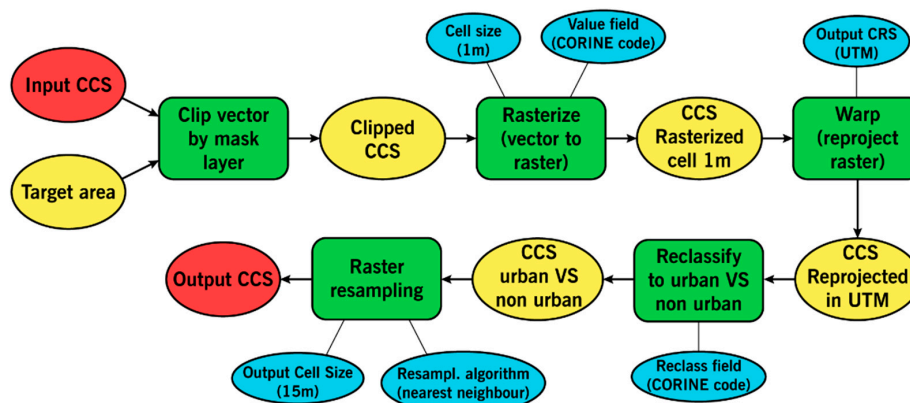 Cell size
(1m)
Value field
(CORINE code)
Output CRS
(UTM)
Input CCS
Target area
Clip vector
by mask
layer
Clipped
CCS
Rasterize
(vector to
raster)
CCS
Rasterized
cell 1m
Warp
(reproject
raster)
Output CCS
Raster
resampling
CCS
urban VS
non urban
Reclassify
to urban VS
non urban
CCS
Reprojected
in UTM
Output Cell Size
(15m)
Resampl. algorithm
(nearest neighbour)
Reclass field
(CORINE code)